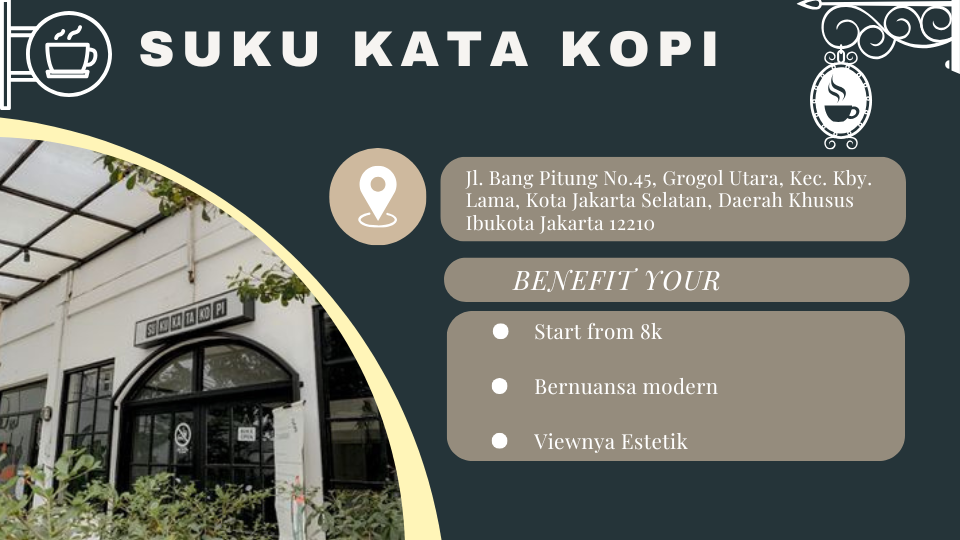 SUKU KATA KOPI
Jl. Bang Pitung No.45, Grogol Utara, Kec. Kby.
Lama, Kota Jakarta Selatan, Daerah Khusus
Ibukota Jakarta 12210
BENEFIT YOUR
SU KU KA TA KO PI
Start from 8k
Bernuansa modern
Viewnya Estetik